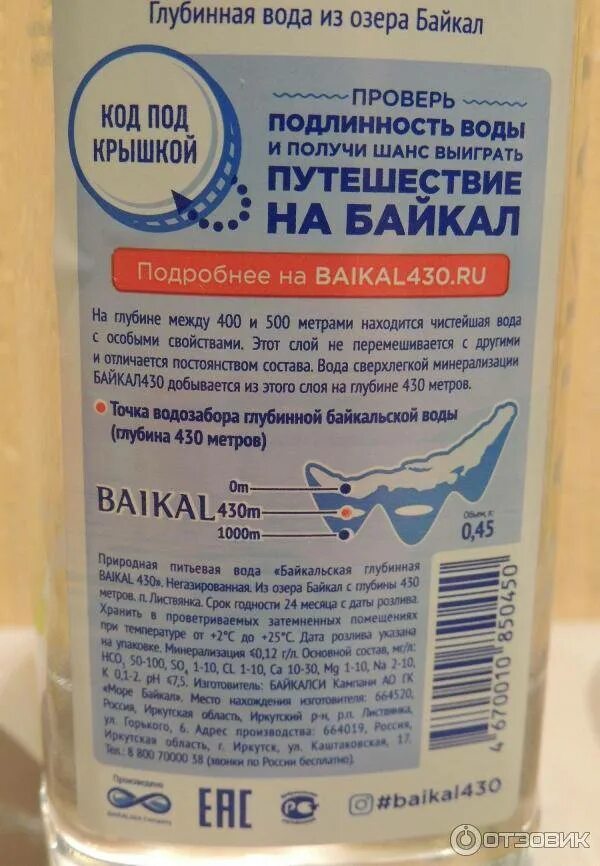 Глубинная вода из озера Байкал
КОД ПОД
КРЫШКОЙ
ПРОВЕРЬ
ПОДЛИННОСТЬ ВОДЫ
И ПОЛУЧИ ШАНС ВЫИГРАТЬ
ПУТЕШЕСТВИЕ
НА БАЙКАЛ
Подробнее на BAIKAL430.RU
На глубине между 400 и 500 метрами находится чистейшая вода
с особыми свойствами. Этот слой не перемешивается с другими
и отличается постоянством состава. Вода сверхлегкой минерализации
БАЙКАЛ430 добывается из этого слоя на глубине 430 метров.
Точка водозабора глубинной байкальской воды
(глубина 430 метров)
0m
BAIKAL 430m
1000m
Объем, л:
0,45
Природная питьевая вода «Байкальская глубинная
BAIKAL 430». Негазированная. Из озера Байкал с глубины 430
метров. п. Листвянка. Срок годности 24 месяца с даты розлива.
Хранить в проветриваемых затемненных помещениях
при температуре от +2°C до +25°C. Дата розлива указана
на упаковке. Минерализация ≤0,12 г/л. Основной состав, мг/л:
HCO₃ 50-100, SO₄ 1-10, CL 1-10, Ca 10-30, Mg 1-10, Na 2-10,
K 0,1-2. pH ≤7,5. Изготовитель: БАЙКАЛСИ Кампани АО ГК
«Море Байкал». Место нахождения изготовителя: 664520,
Россия, Иркутская область, Иркутский р-н, р.п. Листвянка,
ул. Горького, 6. Адрес производства: 664019, Россия,
Иркутская область, г. Иркутск, ул. Каштаковская, 17.
Тел.: 8 800 70000 38 (звонки по России бесплатно).
4 670010 850450
Произведено
EAC
#baikal430
ОТЗОВИК